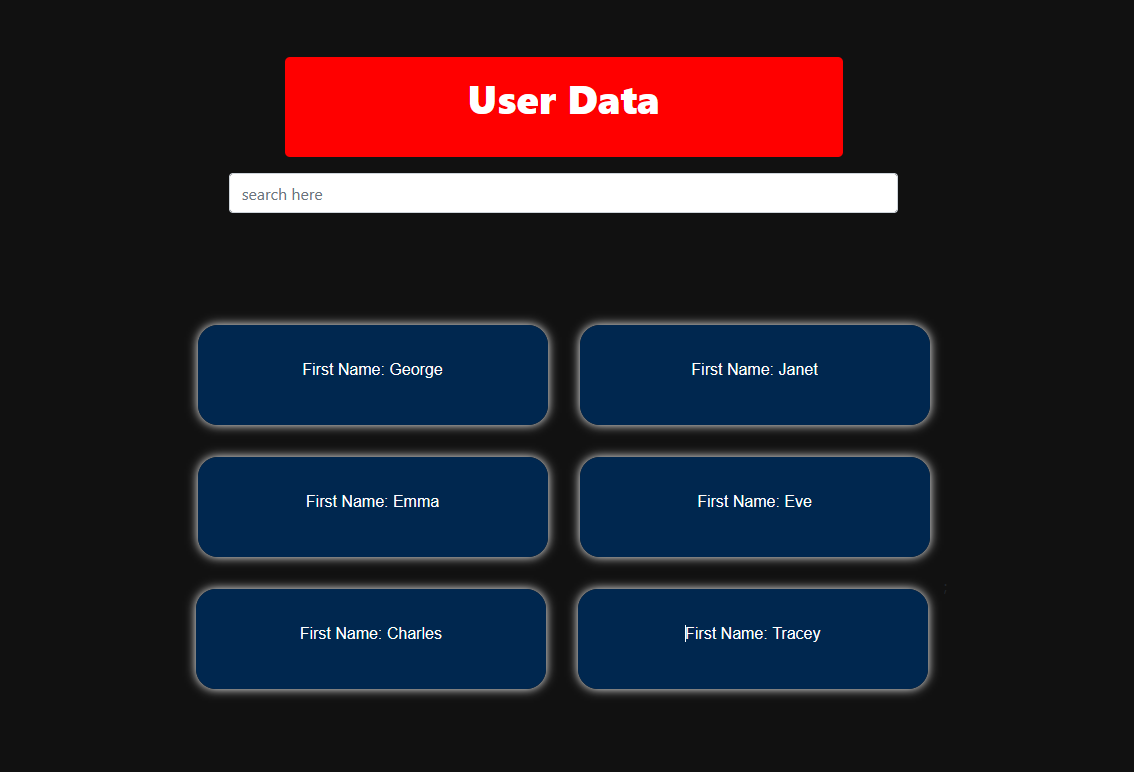 User Data
search here
First Name: George
First Name: Janet
First Name: Emma
First Name: Eve
First Name: Charles
First Name: Tracey